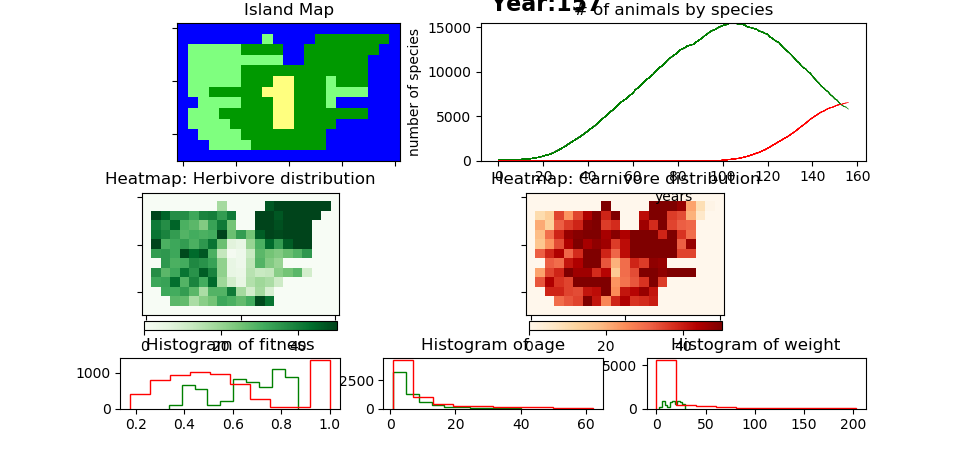 Year:157
Island Map
# of animals by species
number of species
15000
10000
5000
0
0 20 40 60 80 100 120 140 160
years
Heatmap: Herbivore distribution
Heatmap: Carnivore distribution
0 20 40
0 20 40
Histogram of fitness
Histogram of age
Histogram of weight
1000
0
0.2 0.4 0.6 0.8 1.0
2500
0
0 20 40 60
5000
0
0 50 100 150 200